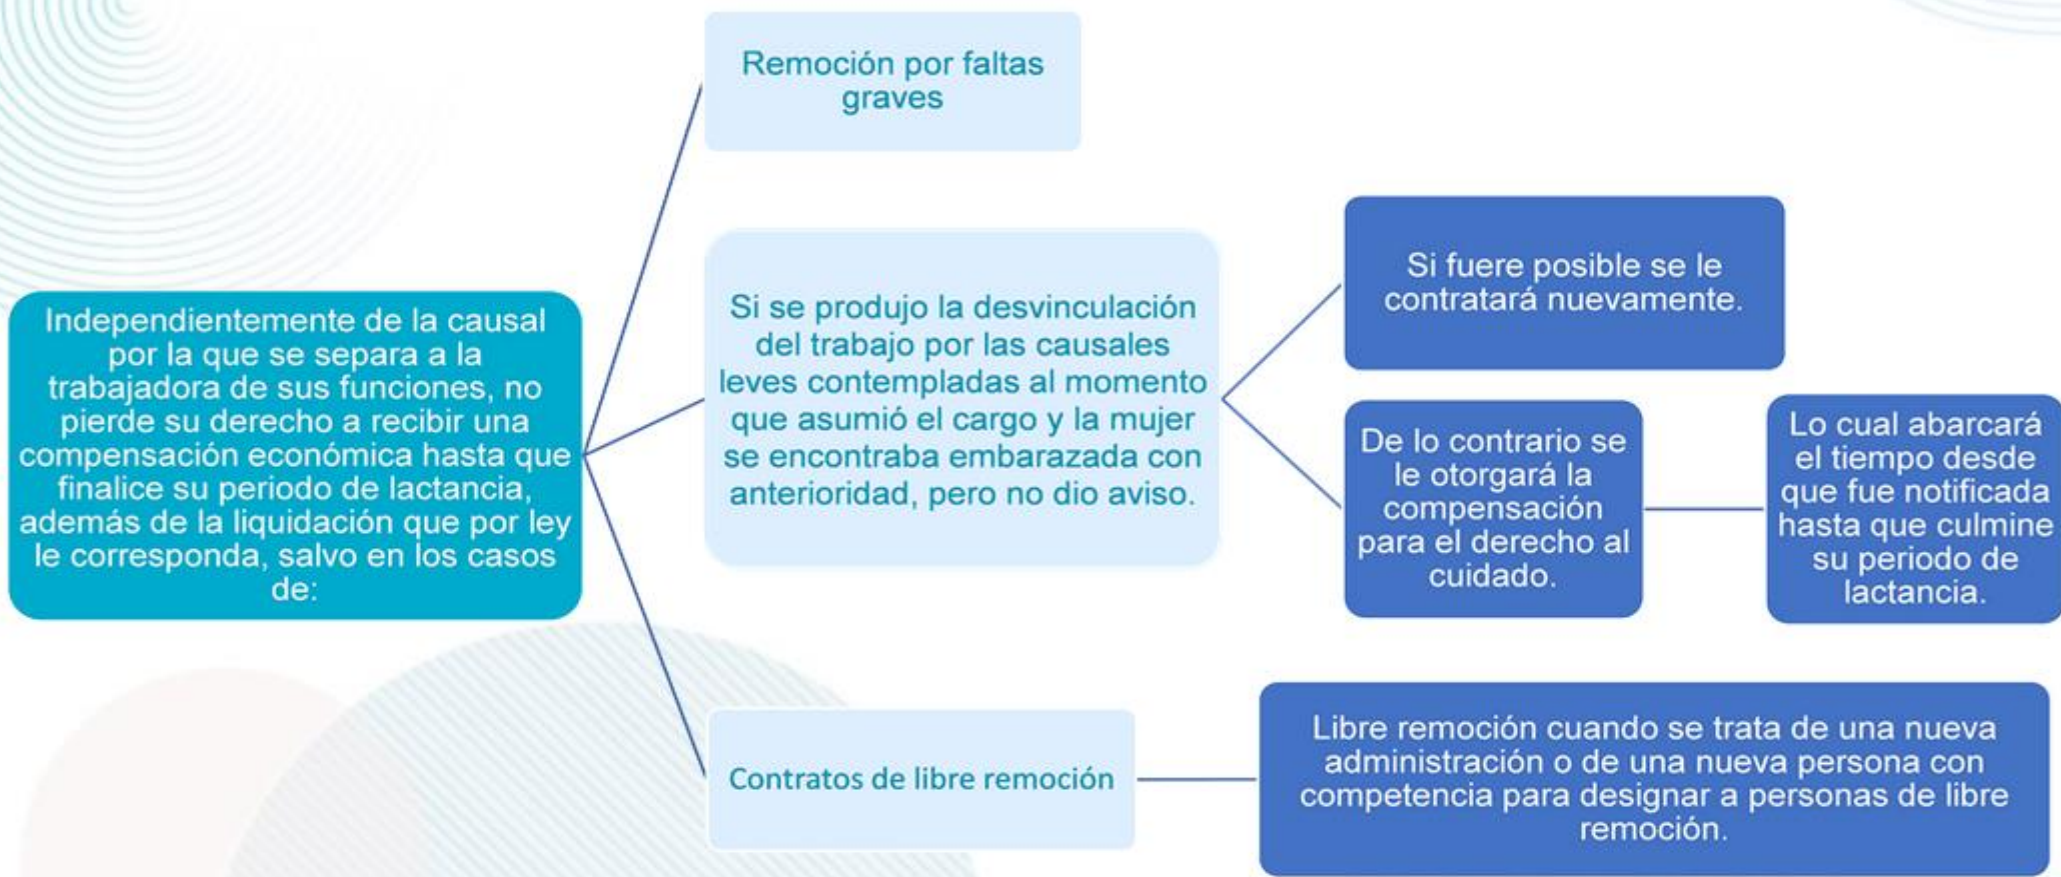 Remoción por faltas
graves
Independientemente de la causal
por la que se separa a la
trabajadora de sus funciones, no
pierde su derecho a recibir una
compensación económica hasta que
finalice su periodo de lactancia,
además de la liquidación que por ley
le corresponda, salvo en los casos
de:
Si se produjo la desvinculación
del trabajo por las causales
leves contempladas al momento
que asumió el cargo y la mujer
se encontraba embarazada con
anterioridad, pero no dio aviso.
Si fuere posible se le
contratará nuevamente.
De lo contrario se
le otorgará la
compensación
para el derecho al
cuidado.
Lo cual abarcará
el tiempo desde
que fue notificada
hasta que culmine
su periodo de
lactancia.
Contratos de libre remoción
Libre remoción cuando se trata de una nueva
administración o de una nueva persona con
competencia para designar a personas de libre
remoción.